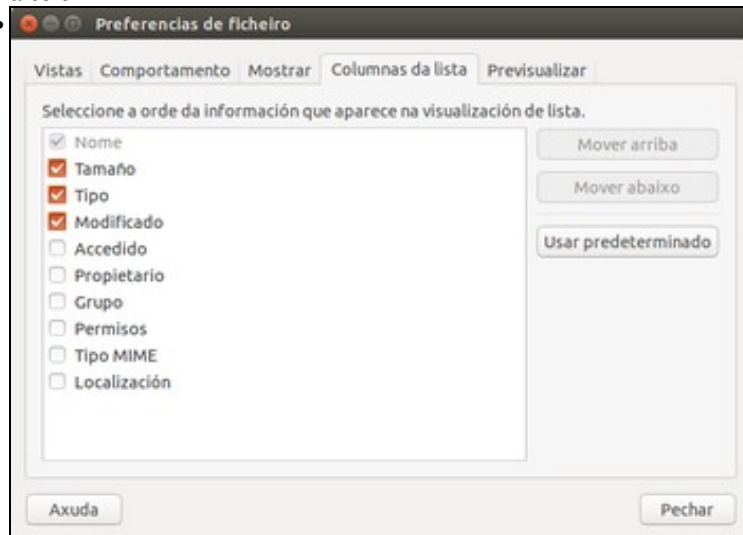 Preferencias de ficheiro
Vistas Comportamento Mostrar Columnas da lista Previsualizar
Seleccione a orde da información que aparece na visualización de lista.
Nome
Tamaño
Tipo
Modificado
Accedido
Propietario
Grupo
Permisos
Tipo MIME
Localización
Mover arriba
Mover abaixo
Usar predeterminado
Axuda
Pechar